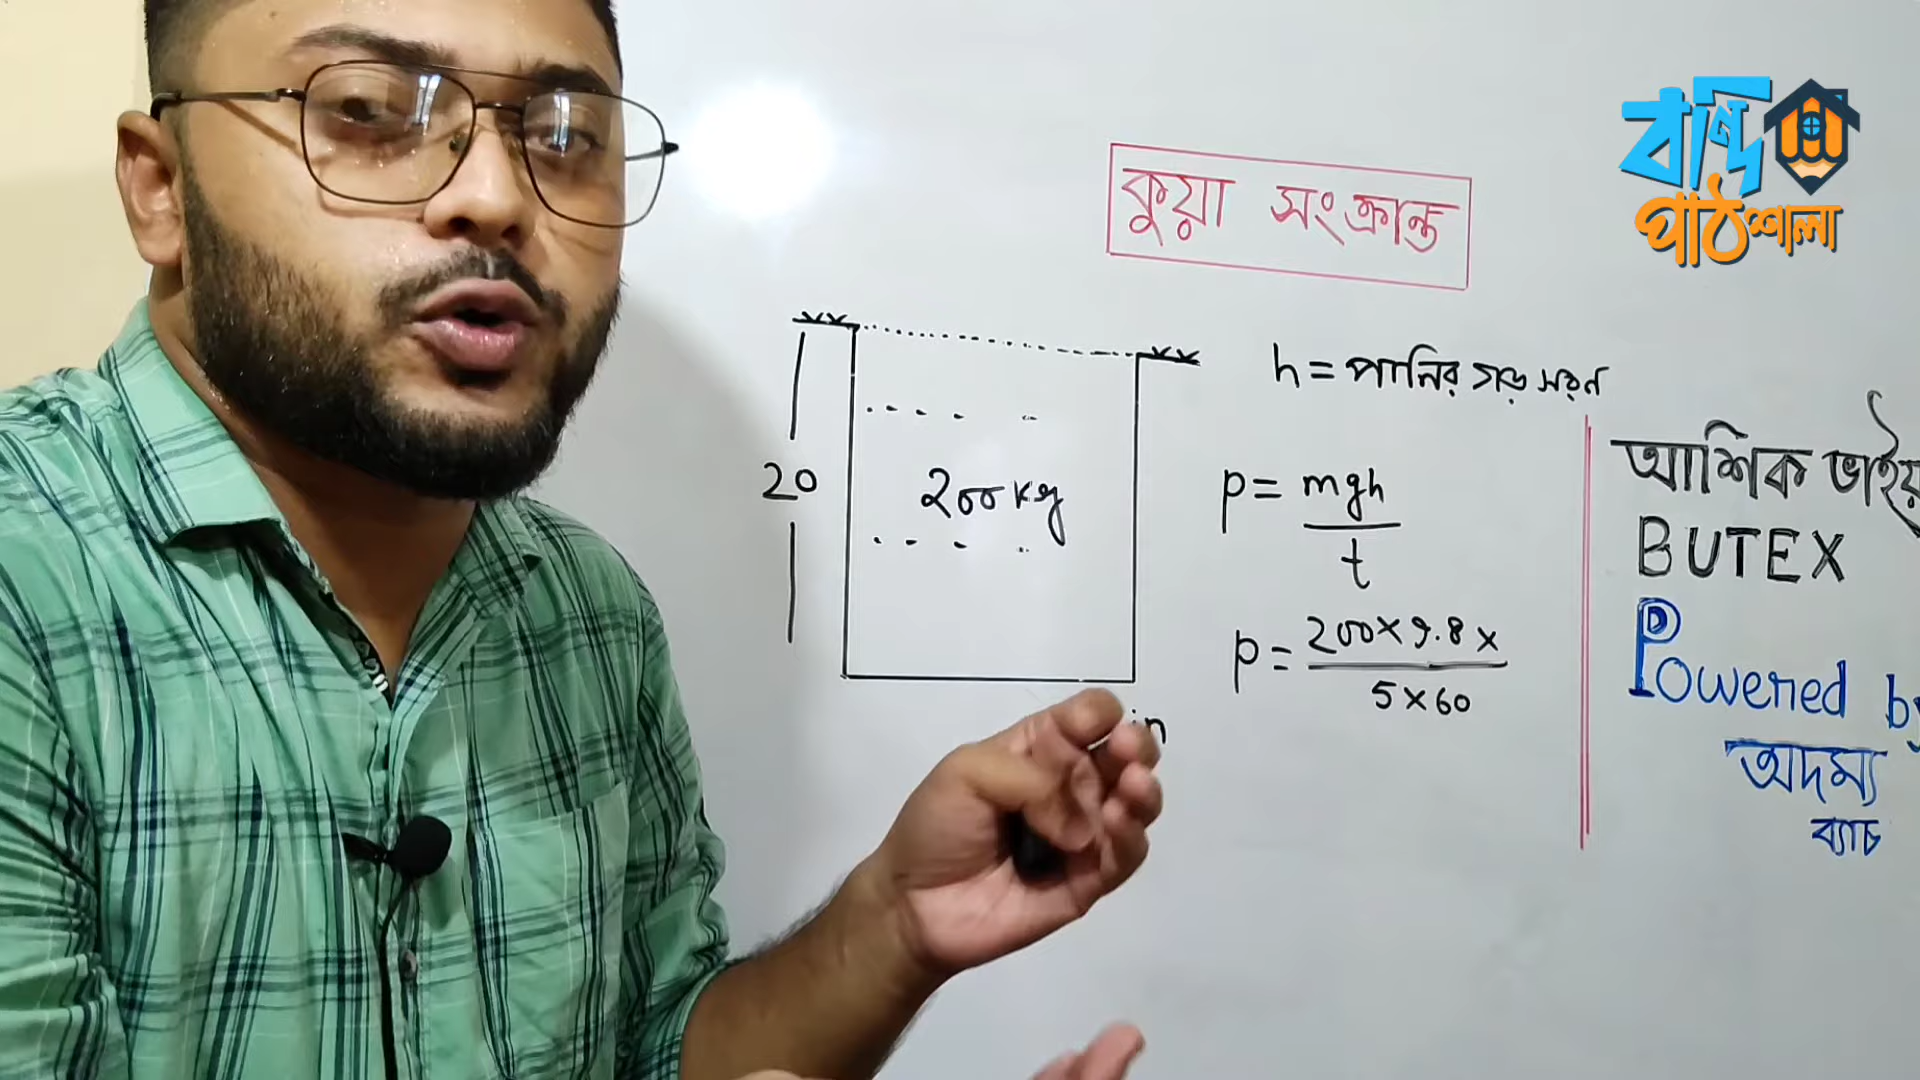 বন্দি
পাঠশালা
কুয়া সংক্রান্ত
h = পানির গড় সরণ
20
200 kg
p = mgh
t
p = 200 x 9.8 x
5 x 60
in
আশিক ভাইয়
BUTEX
Powered by
অদম্য
ব্যাচ